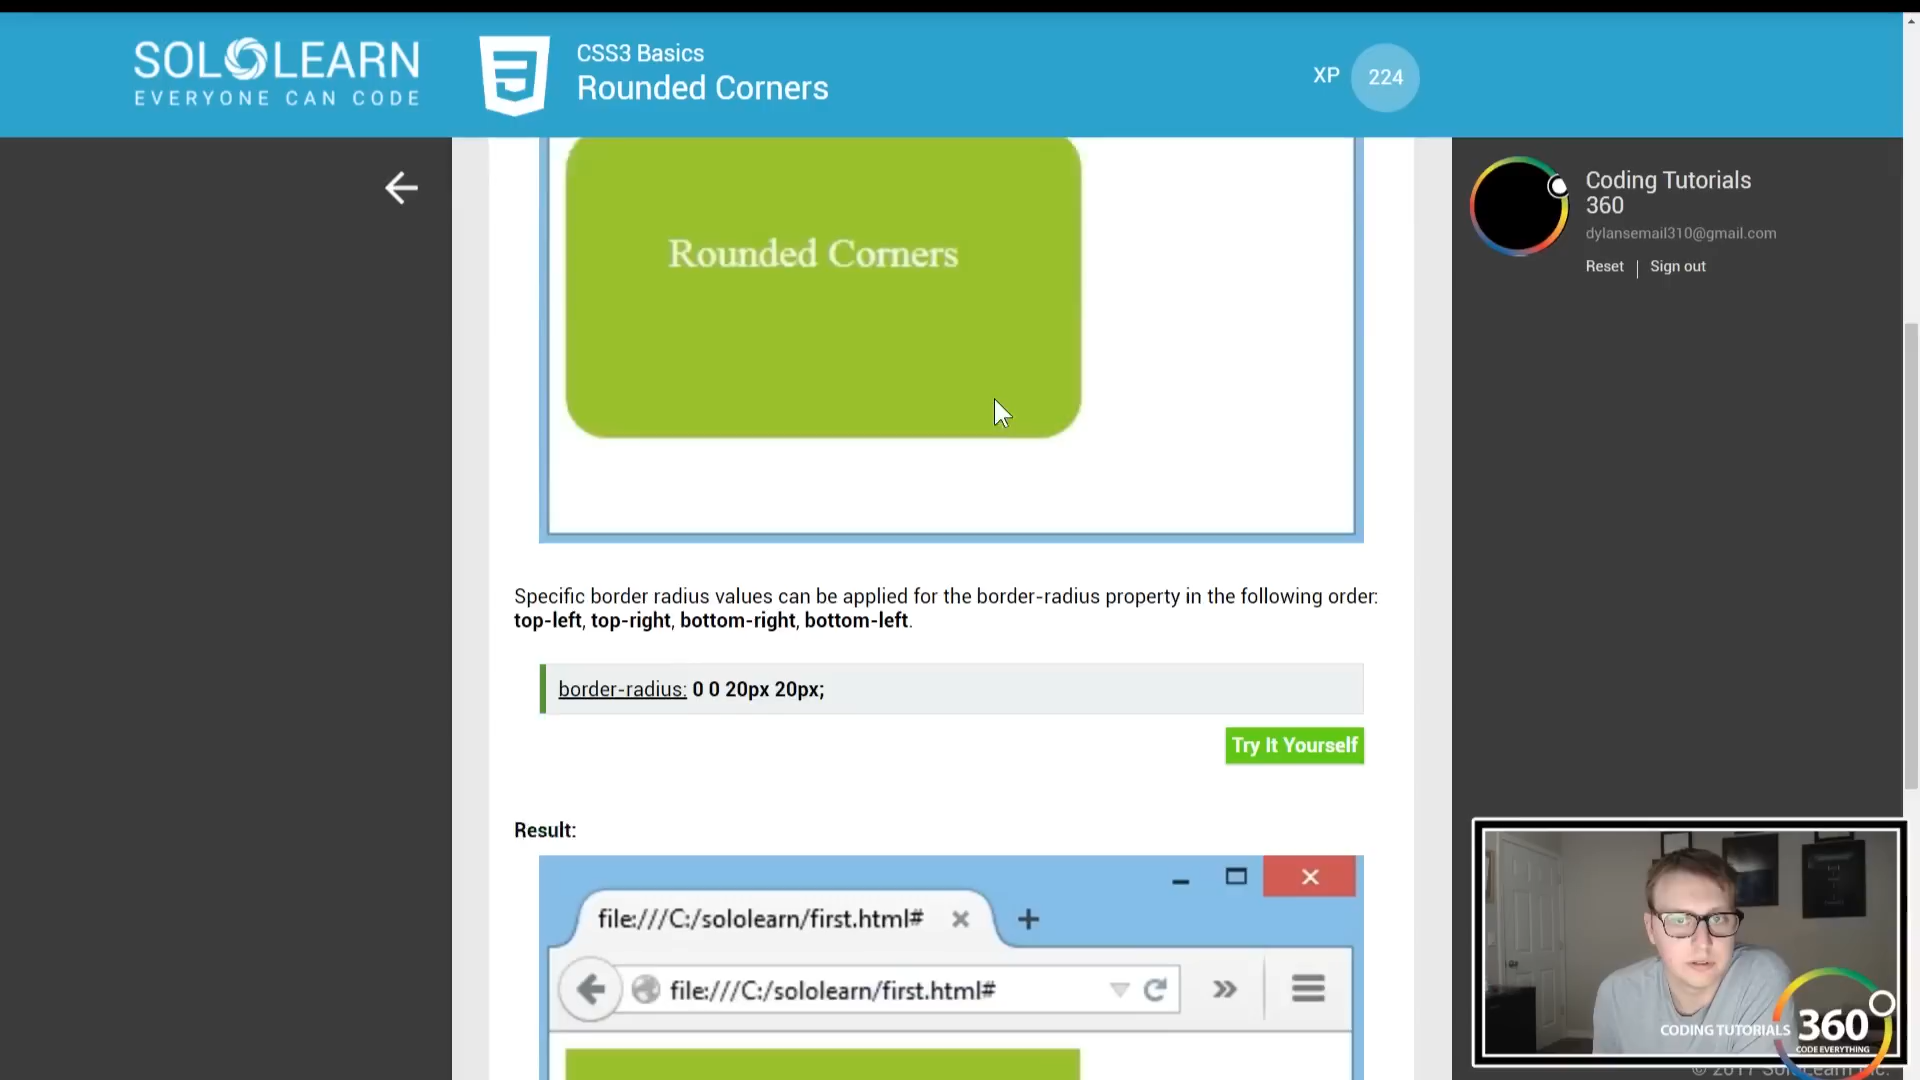 SOLOLEARN
EVERYONE CAN CODE
CSS3 Basics
Rounded Corners
XP 224
Coding Tutorials
360
dylansemail310@gmail.com
Reset | Sign out
Rounded Corners
Specific border radius values can be applied for the border-radius property in the following order:
top-left, top-right, bottom-right, bottom-left.
border-radius: 0 0 20px 20px;
Try It Yourself
Result:
file:///C:/sololearn/first.html#
file:///C:/sololearn/first.html#
CODING TUTORIALS 360
CODE EVERYTHING
© 2017 SoloLearn Inc.